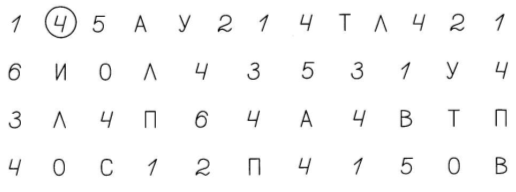 1 4 5 А У 2 1 4 Т Л 4 2 1
6 И О Л 4 3 5 3 1 У 4
3 Л 4 П 6 4 А 4 В Т П
4 О С 1 2 П 4 1 5 О В